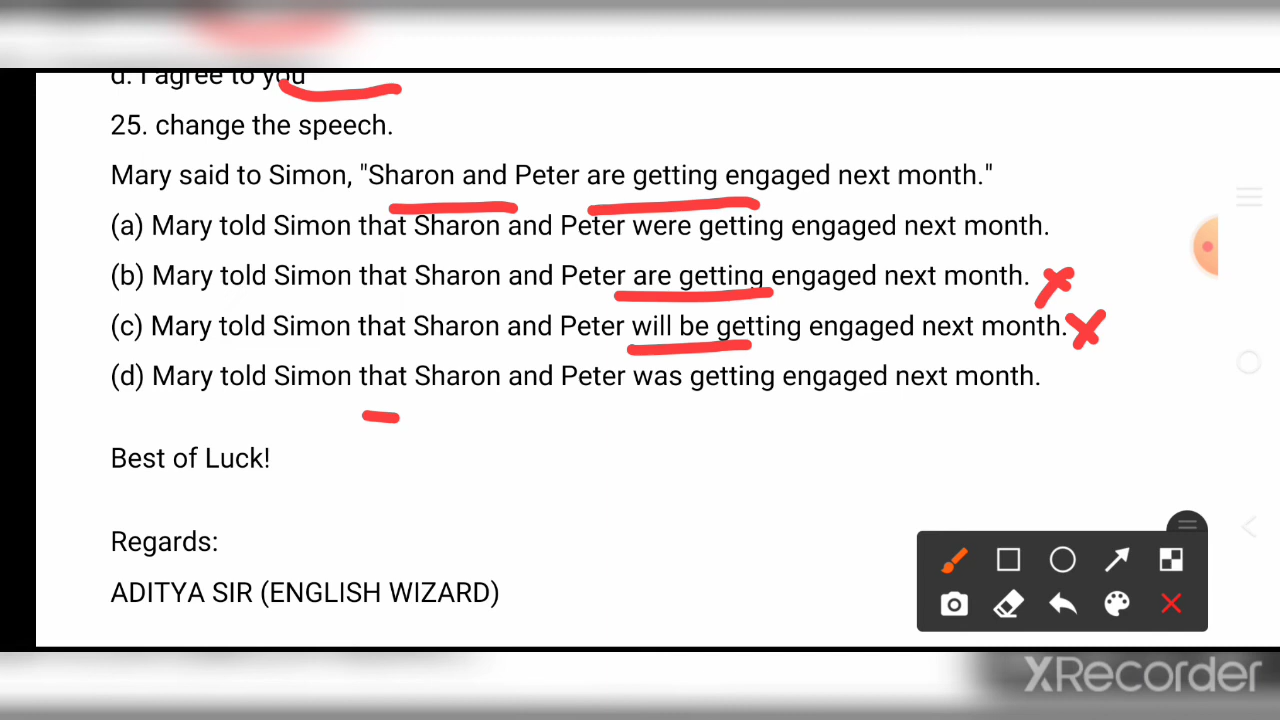 d. I agree to you
25. change the speech.
Mary said to Simon, "Sharon and Peter are getting engaged next month."
(a) Mary told Simon that Sharon and Peter were getting engaged next month.
(b) Mary told Simon that Sharon and Peter are getting engaged next month.
(c) Mary told Simon that Sharon and Peter will be getting engaged next month.
(d) Mary told Simon that Sharon and Peter was getting engaged next month.
Best of Luck!
Regards:
ADITYA SIR (ENGLISH WIZARD)
XRecorder